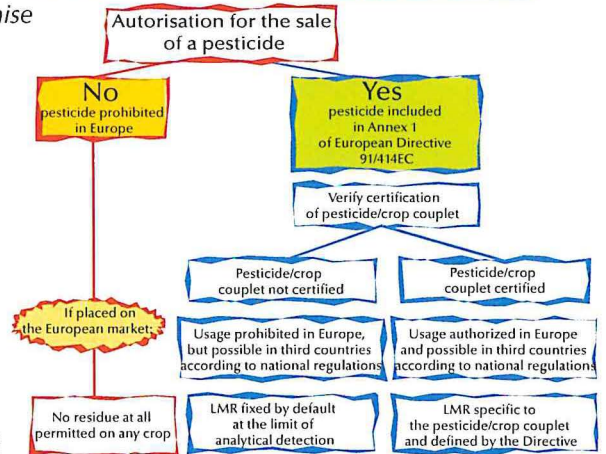 nise
Autorisation for the sale
of a pesticide
No
pesticide prohibited
in Europe
Yes
pesticide included
in Annex 1
of European Directive
91/414EC
Verify certification
of pesticide/crop couplet
Pesticide/crop
couplet not certified
Pesticide/crop
couplet certified
If placed on
the European market:
Usage prohibited in Europe,
but possible in third countries
according to national regulations
Usage authorized in Europe
and possible in third countries
according to national regulations
No residue at all
permitted on any crop
LMR fixed by default
at the limit of
analytical detection
LMR specific to
the pesticide/crop couplet
and defined by the Directive